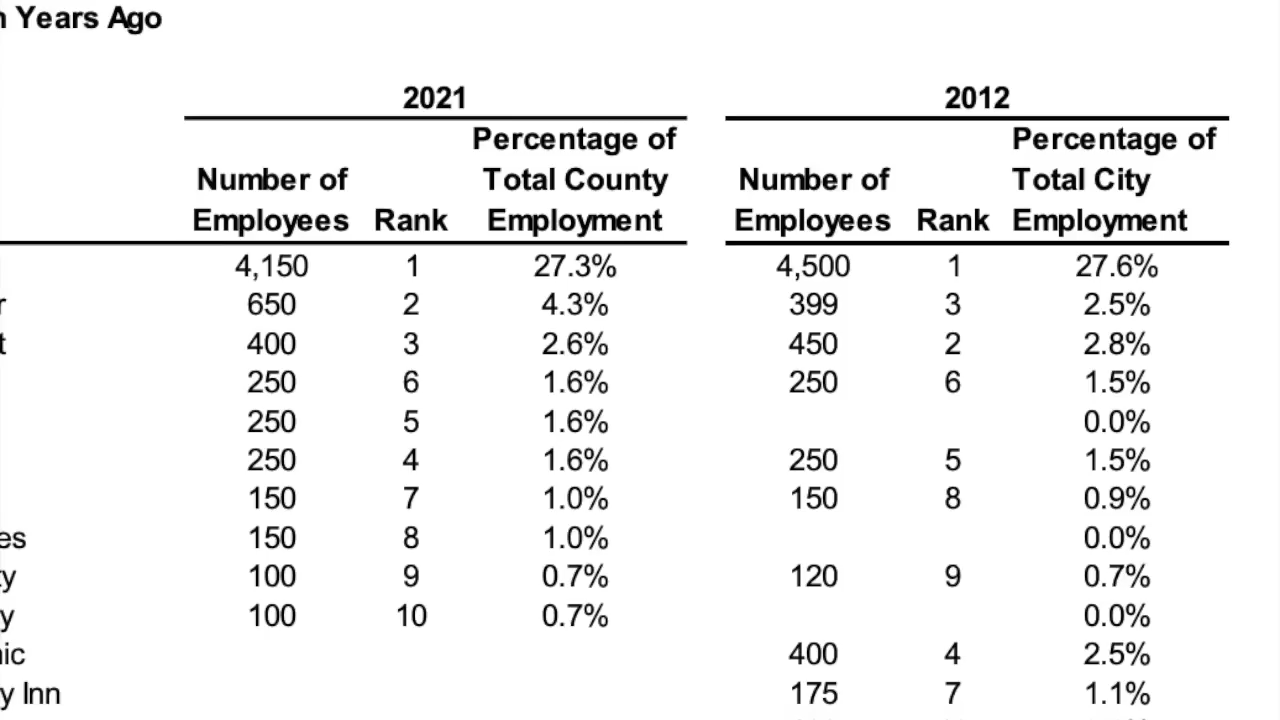 Years Ago
2021 2012
Percentage of Percentage of
Number of Total County Number of Total City
Employees Rank Employment Employees Rank Employment
4,150 1 27.3% 4,500 1 27.6%
650 2 4.3% 399 3 2.5%
400 3 2.6% 450 2 2.8%
250 6 1.6% 250 6 1.5%
250 5 1.6% 0.0%
250 4 1.6% 250 5 1.5%
150 7 1.0% 150 8 0.9%
150 8 1.0% 0.0%
100 9 0.7% 120 9 0.7%
100 10 0.7% 0.0%
400 4 2.5%
Inn 175 7 1.1%